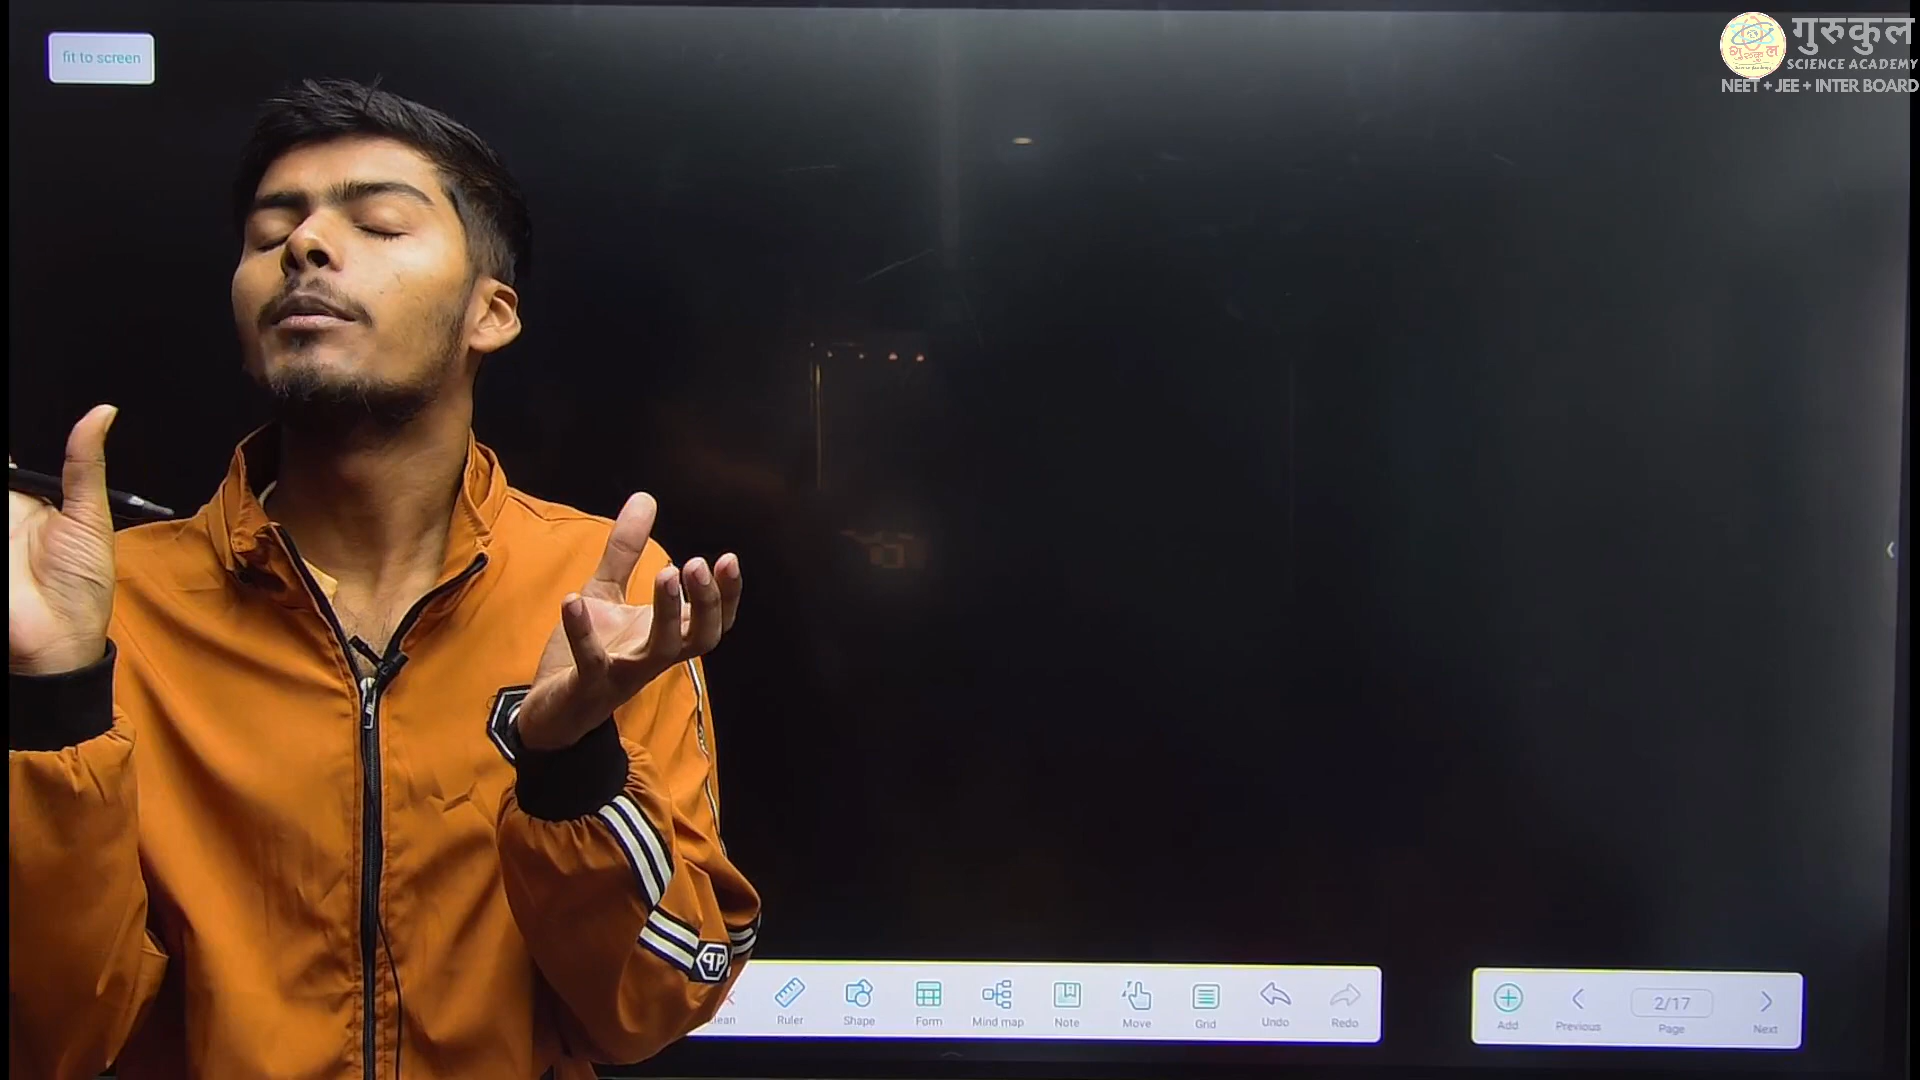 fit to screen
गुरुकुल
SCIENCE ACADEMY
NEET + JEE + INTER BOARD
Ruler
Shape
Form
Mind map
Note
Move
Grid
Undo
Redo
Add
Previous
2/17
Page
Next